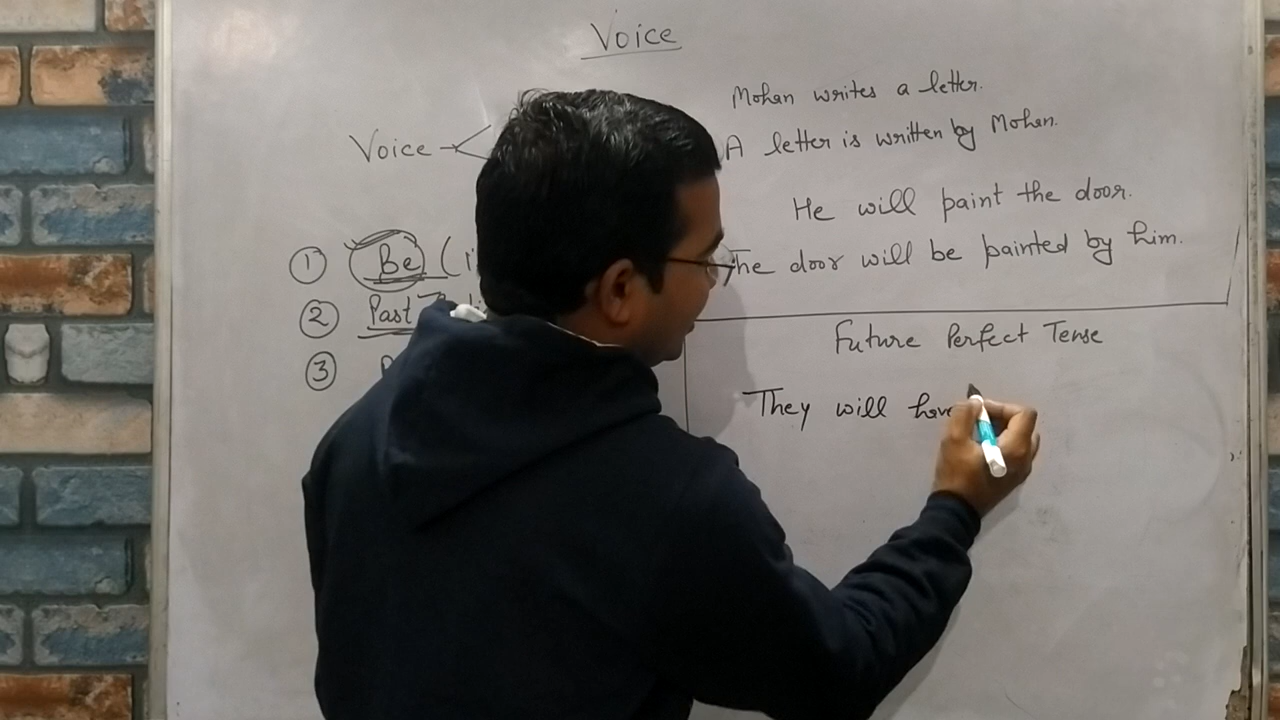 Voice
Voice
Mohan writes a letter.
A letter is written by Mohan.
He will paint the door.
The door will be painted by him.
① Be (
② Past
③
Future Perfect Tense
They will have